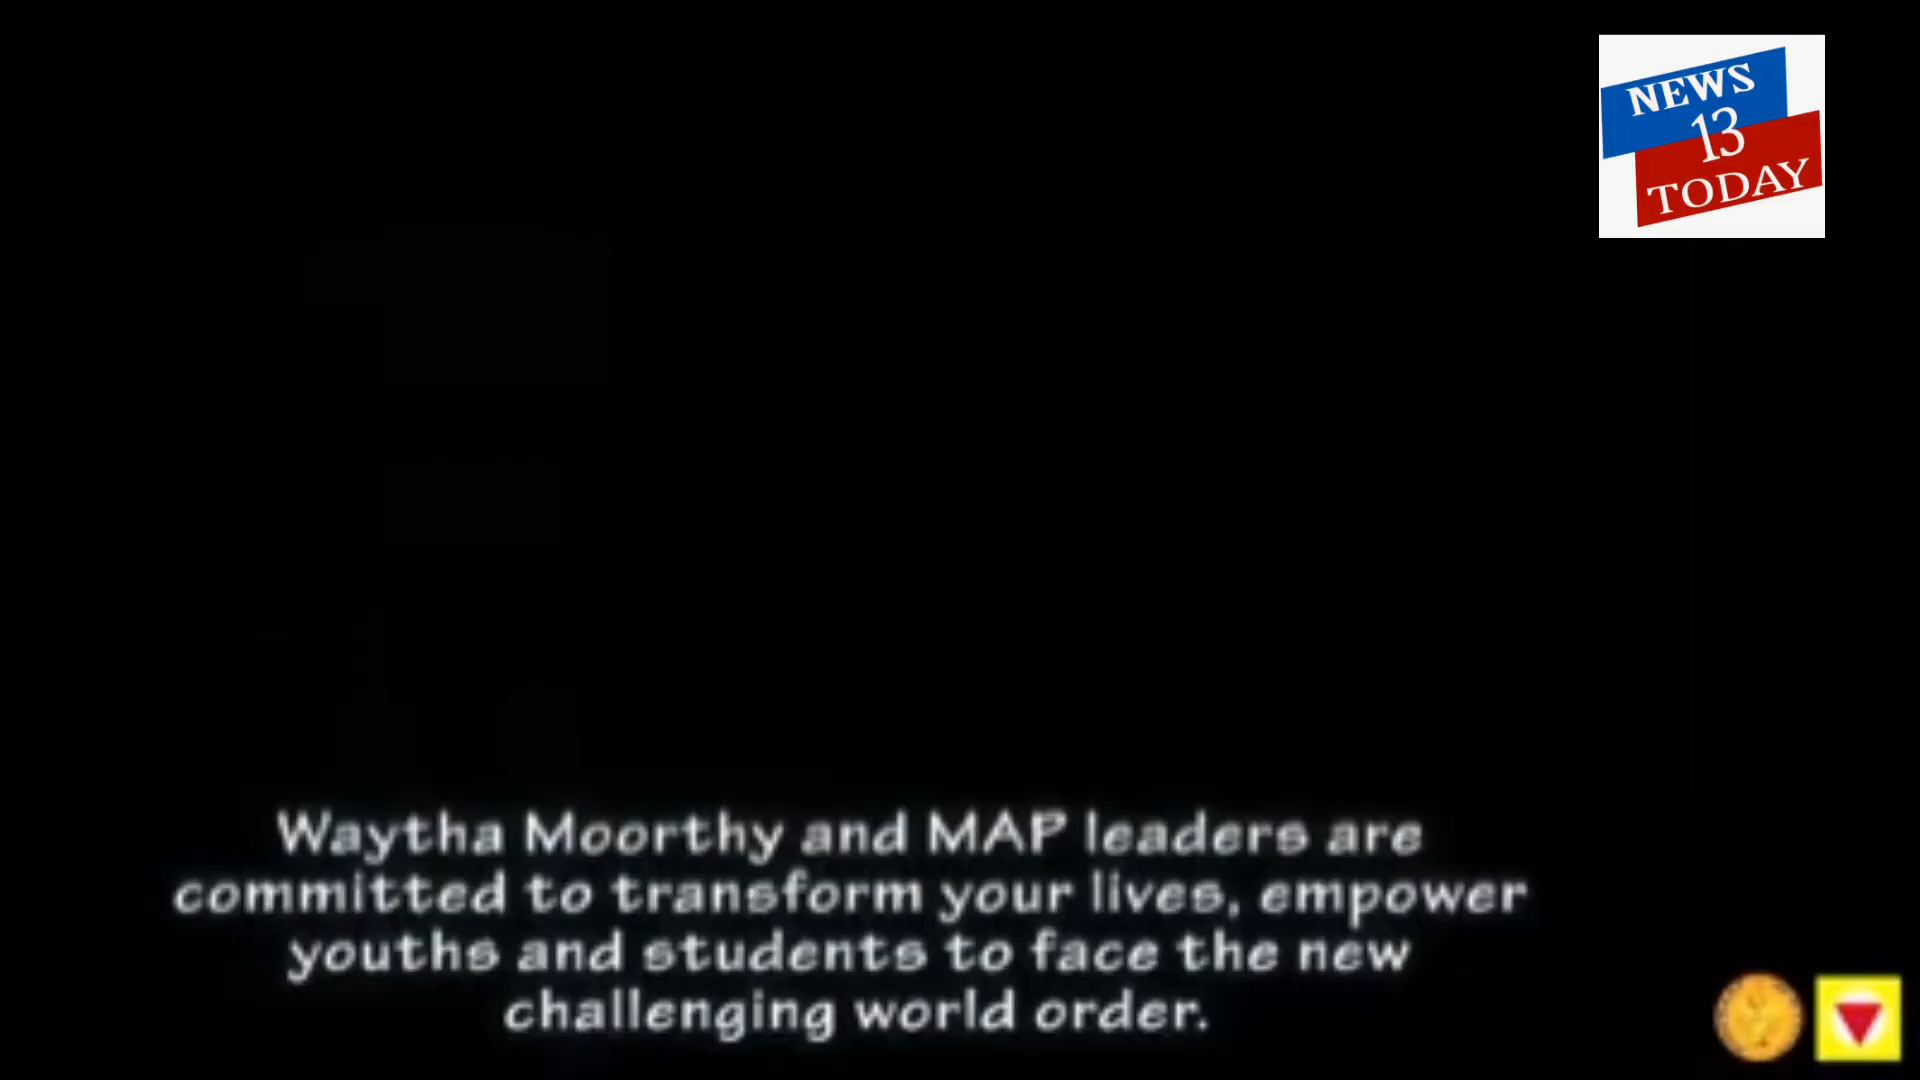 NEWS
13
TODAY
Waytha Moorthy and MAP leaders are
committed to transform your lives, empower
youths and students to face the new
challenging world order.